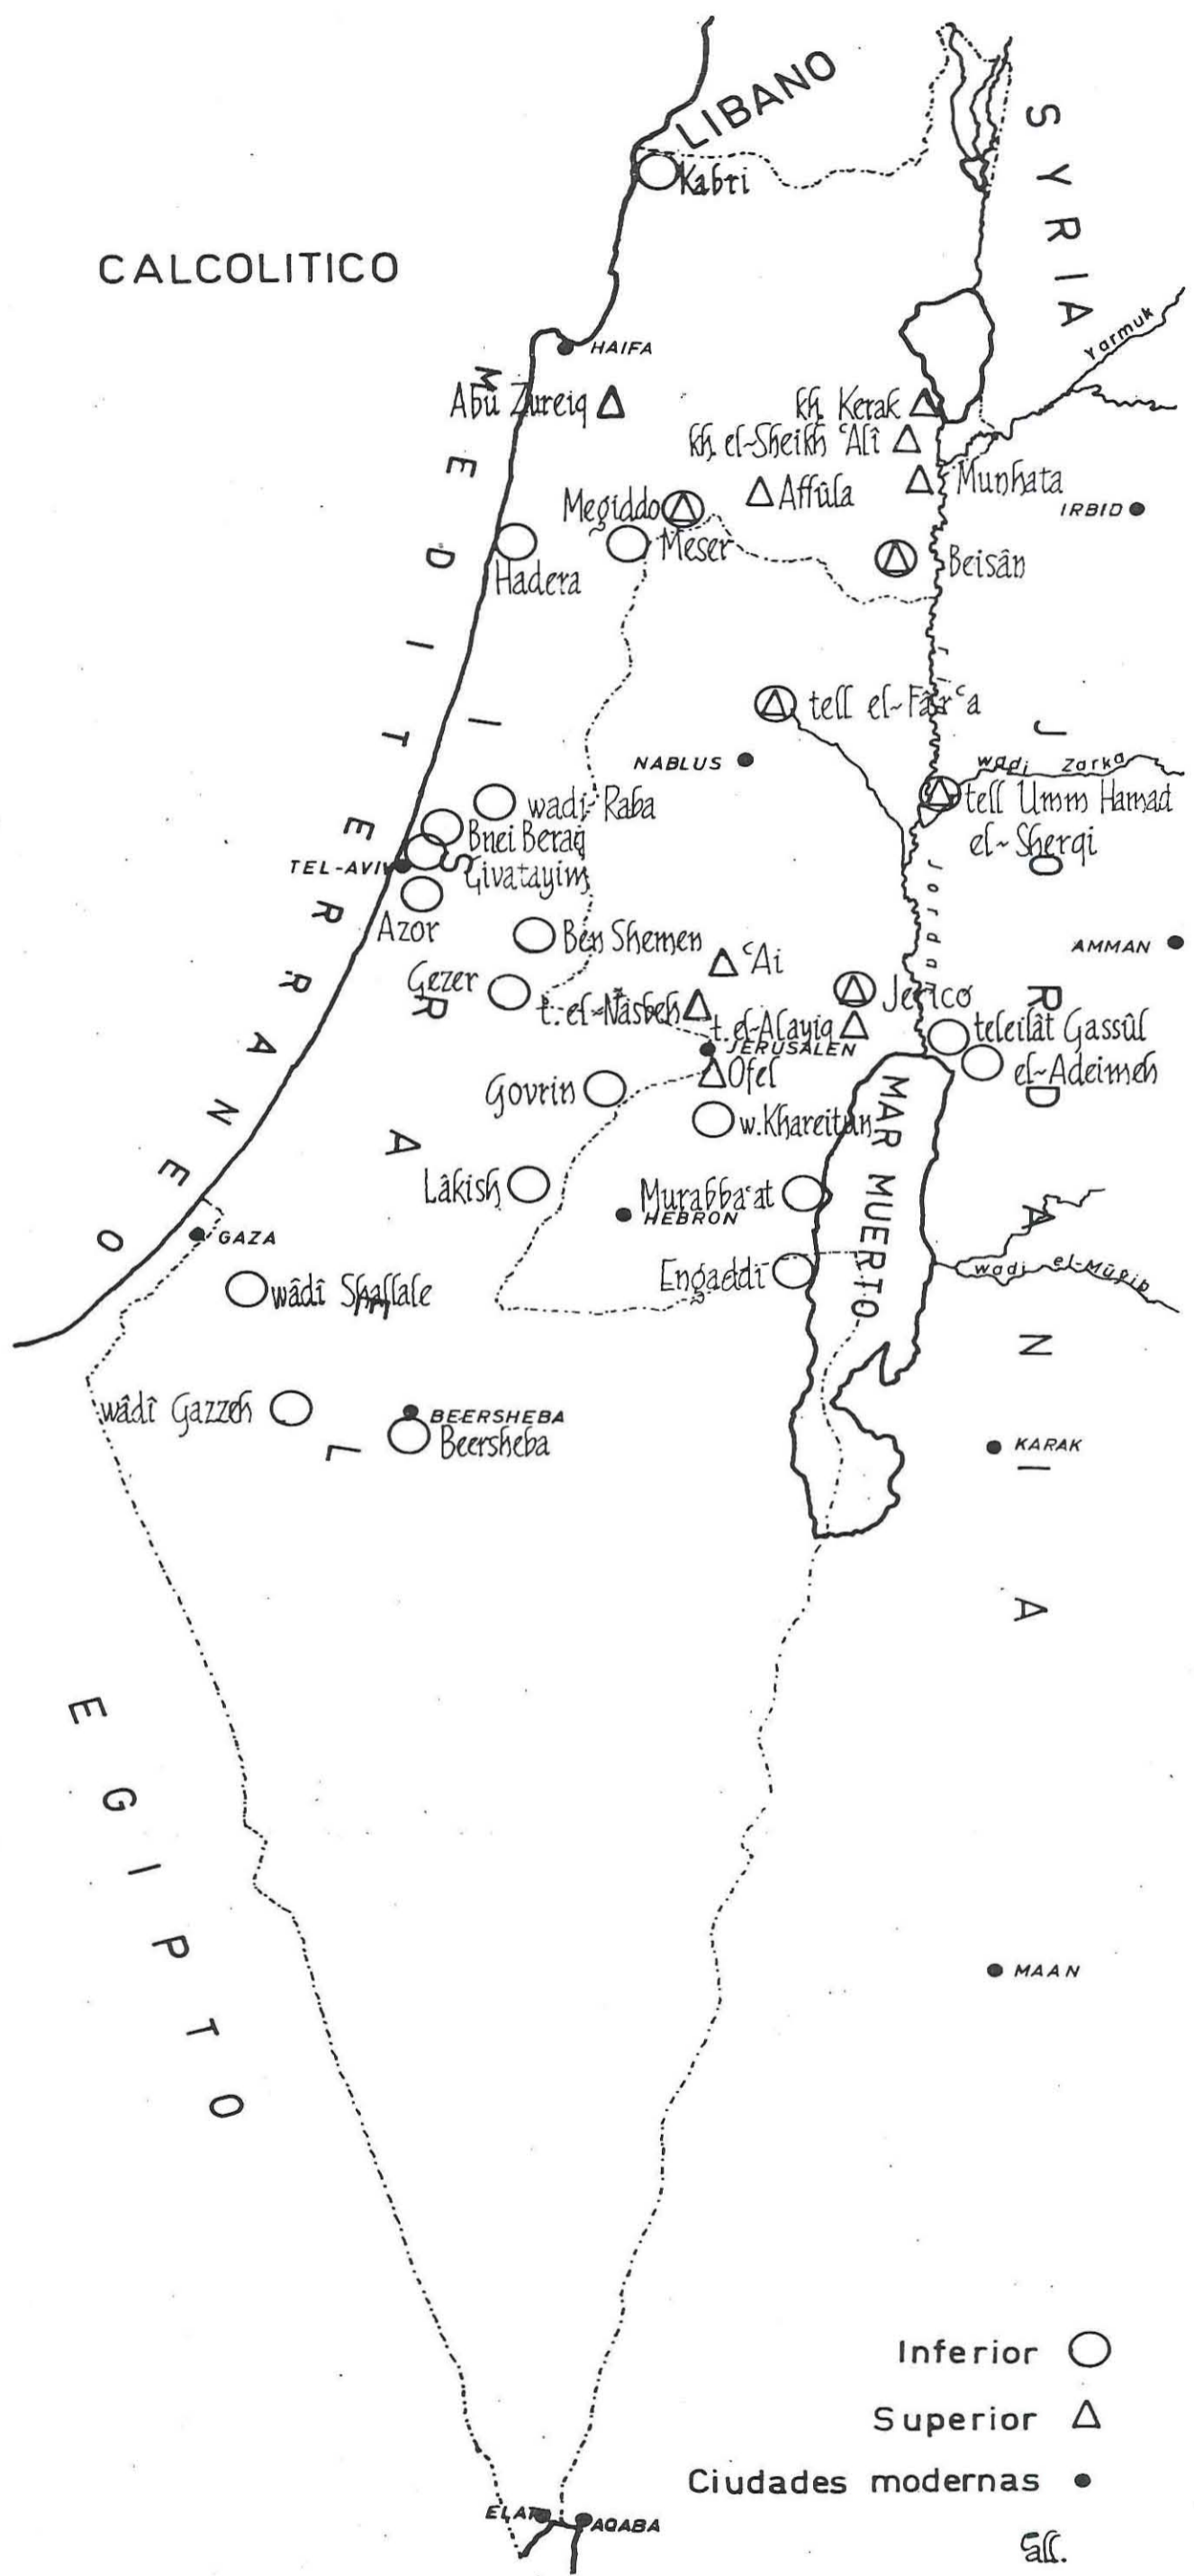 LIBANO
SYRIA
Kabri
CALCOLITICO
Yarmuk
HAIFA
MEDITERRANEO
Abū Zureiq
kh. Kerak
kh. el-Sheikh ʿAlî
Affûla
Munhata
IRBID
Megiddo
Meser
Hadera
Beisân
ISRAEL
tell el-Fârʿa
JORDANIA
NABLUS
wadi Zarka
tell Umm Hamad
el-Sherqi
wadi Raba
Bnei Beraq
Givatayim
TEL-AVIV
Azor
Jordan
Ben Shemen
ʿAi
AMMAN
Gezer
t. el-Nasbeh
Jerico
t. el-Alayiq
teleilât Gassûl
JERUSALEN
Ofel
el-Adeimeh
Govrin
w. Khareitun
MAR MUERTO
Lâkish
Murabbaʿat
HEBRON
GAZA
Engaddi
wadi el-Mūŷib
wâdî Shallale
wâdî Gazzeh
BEERSHEBA
Beersheba
KARAK
EGIPTO
MAAN
Inferior
Superior
Ciudades modernas
ELAT
AQABA